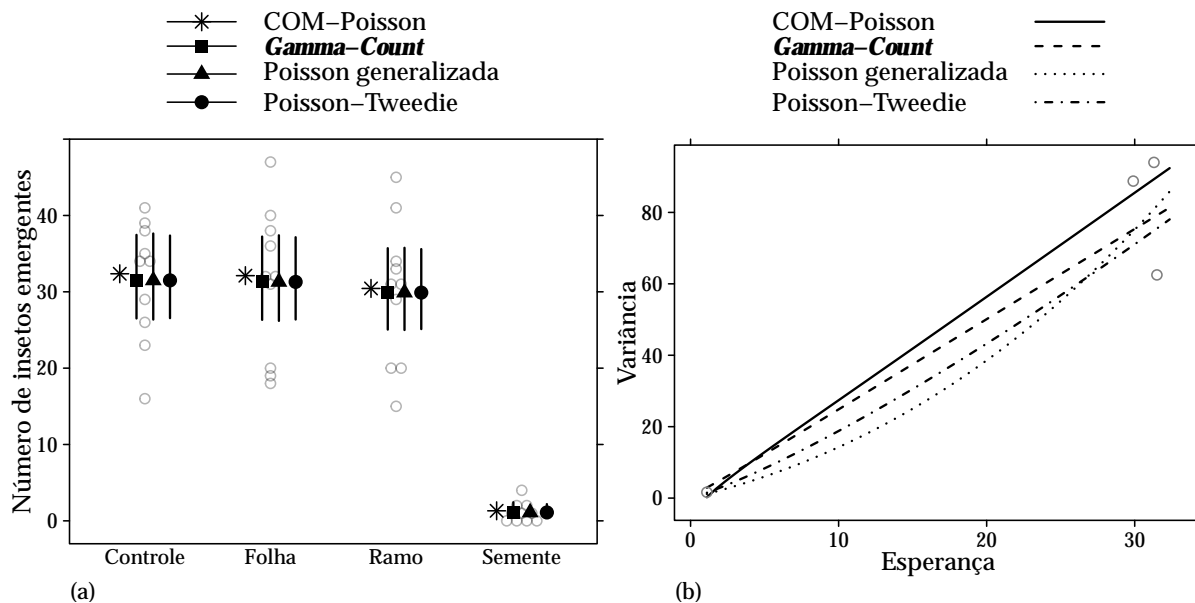 COM–Poisson
Gamma–Count
Poisson generalizada
Poisson–Tweedie
Número de insetos emergentes
40
30
20
10
0
Controle
Folha
Ramo
Semente
(a)
COM–Poisson
Gamma–Count
Poisson generalizada
Poisson–Tweedie
Variância
80
60
40
20
0
0
10
20
30
Esperança
(b)